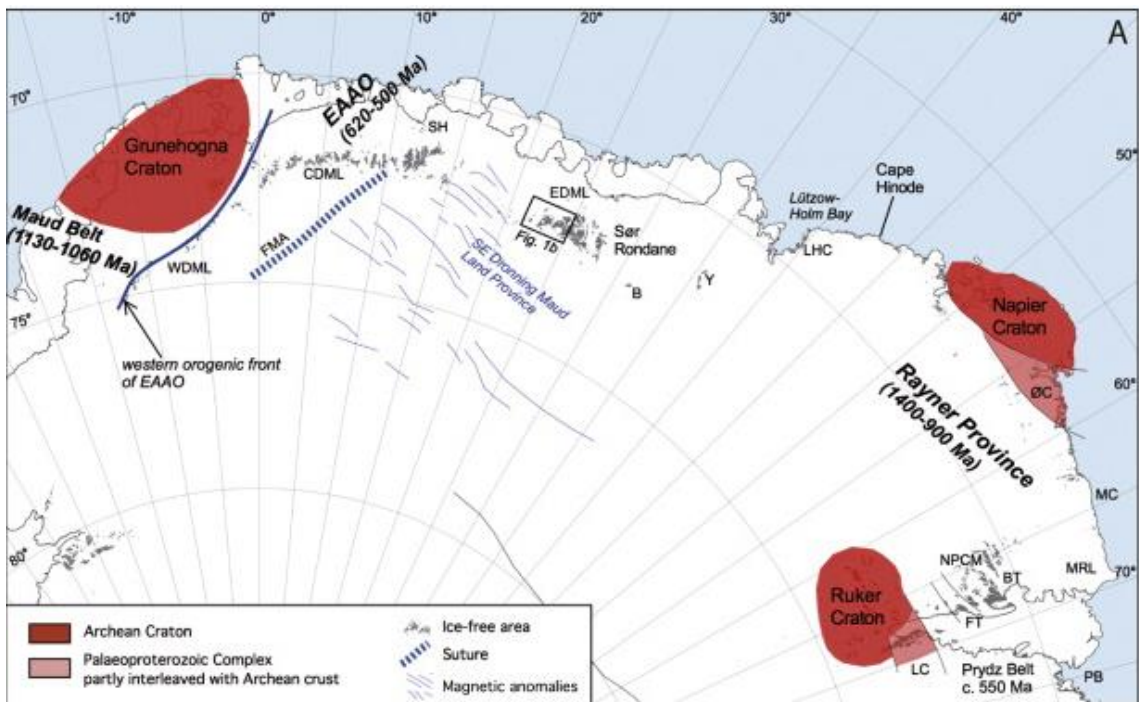 -10°
0°
10°
20°
30°
40°
A
70°
EAAO
(620-500 Ma)
SH
50°
Grunehogna
Craton
CDML
EDML
Lützow-
Holm Bay
Cape
Hinode
Maud Belt
(1130-1060 Ma)
FMA
Fig. 1b
Sør
Rondane
LHC
WDML
SE Dronning Maud
Land Province
B
Y
Napier
Craton
75°
western orogenic front
of EAAO
ØC
60°
Rayner Province
(1400-900 Ma)
MC
80°
NPCM
BT
MRL
70°
Ruker
Craton
FT
LC
Prydz Belt
c. 550 Ma
PB
Archean Craton
Palaeoproterozoic Complex
partly interleaved with Archean crust
Ice-free area
Suture
Magnetic anomalies